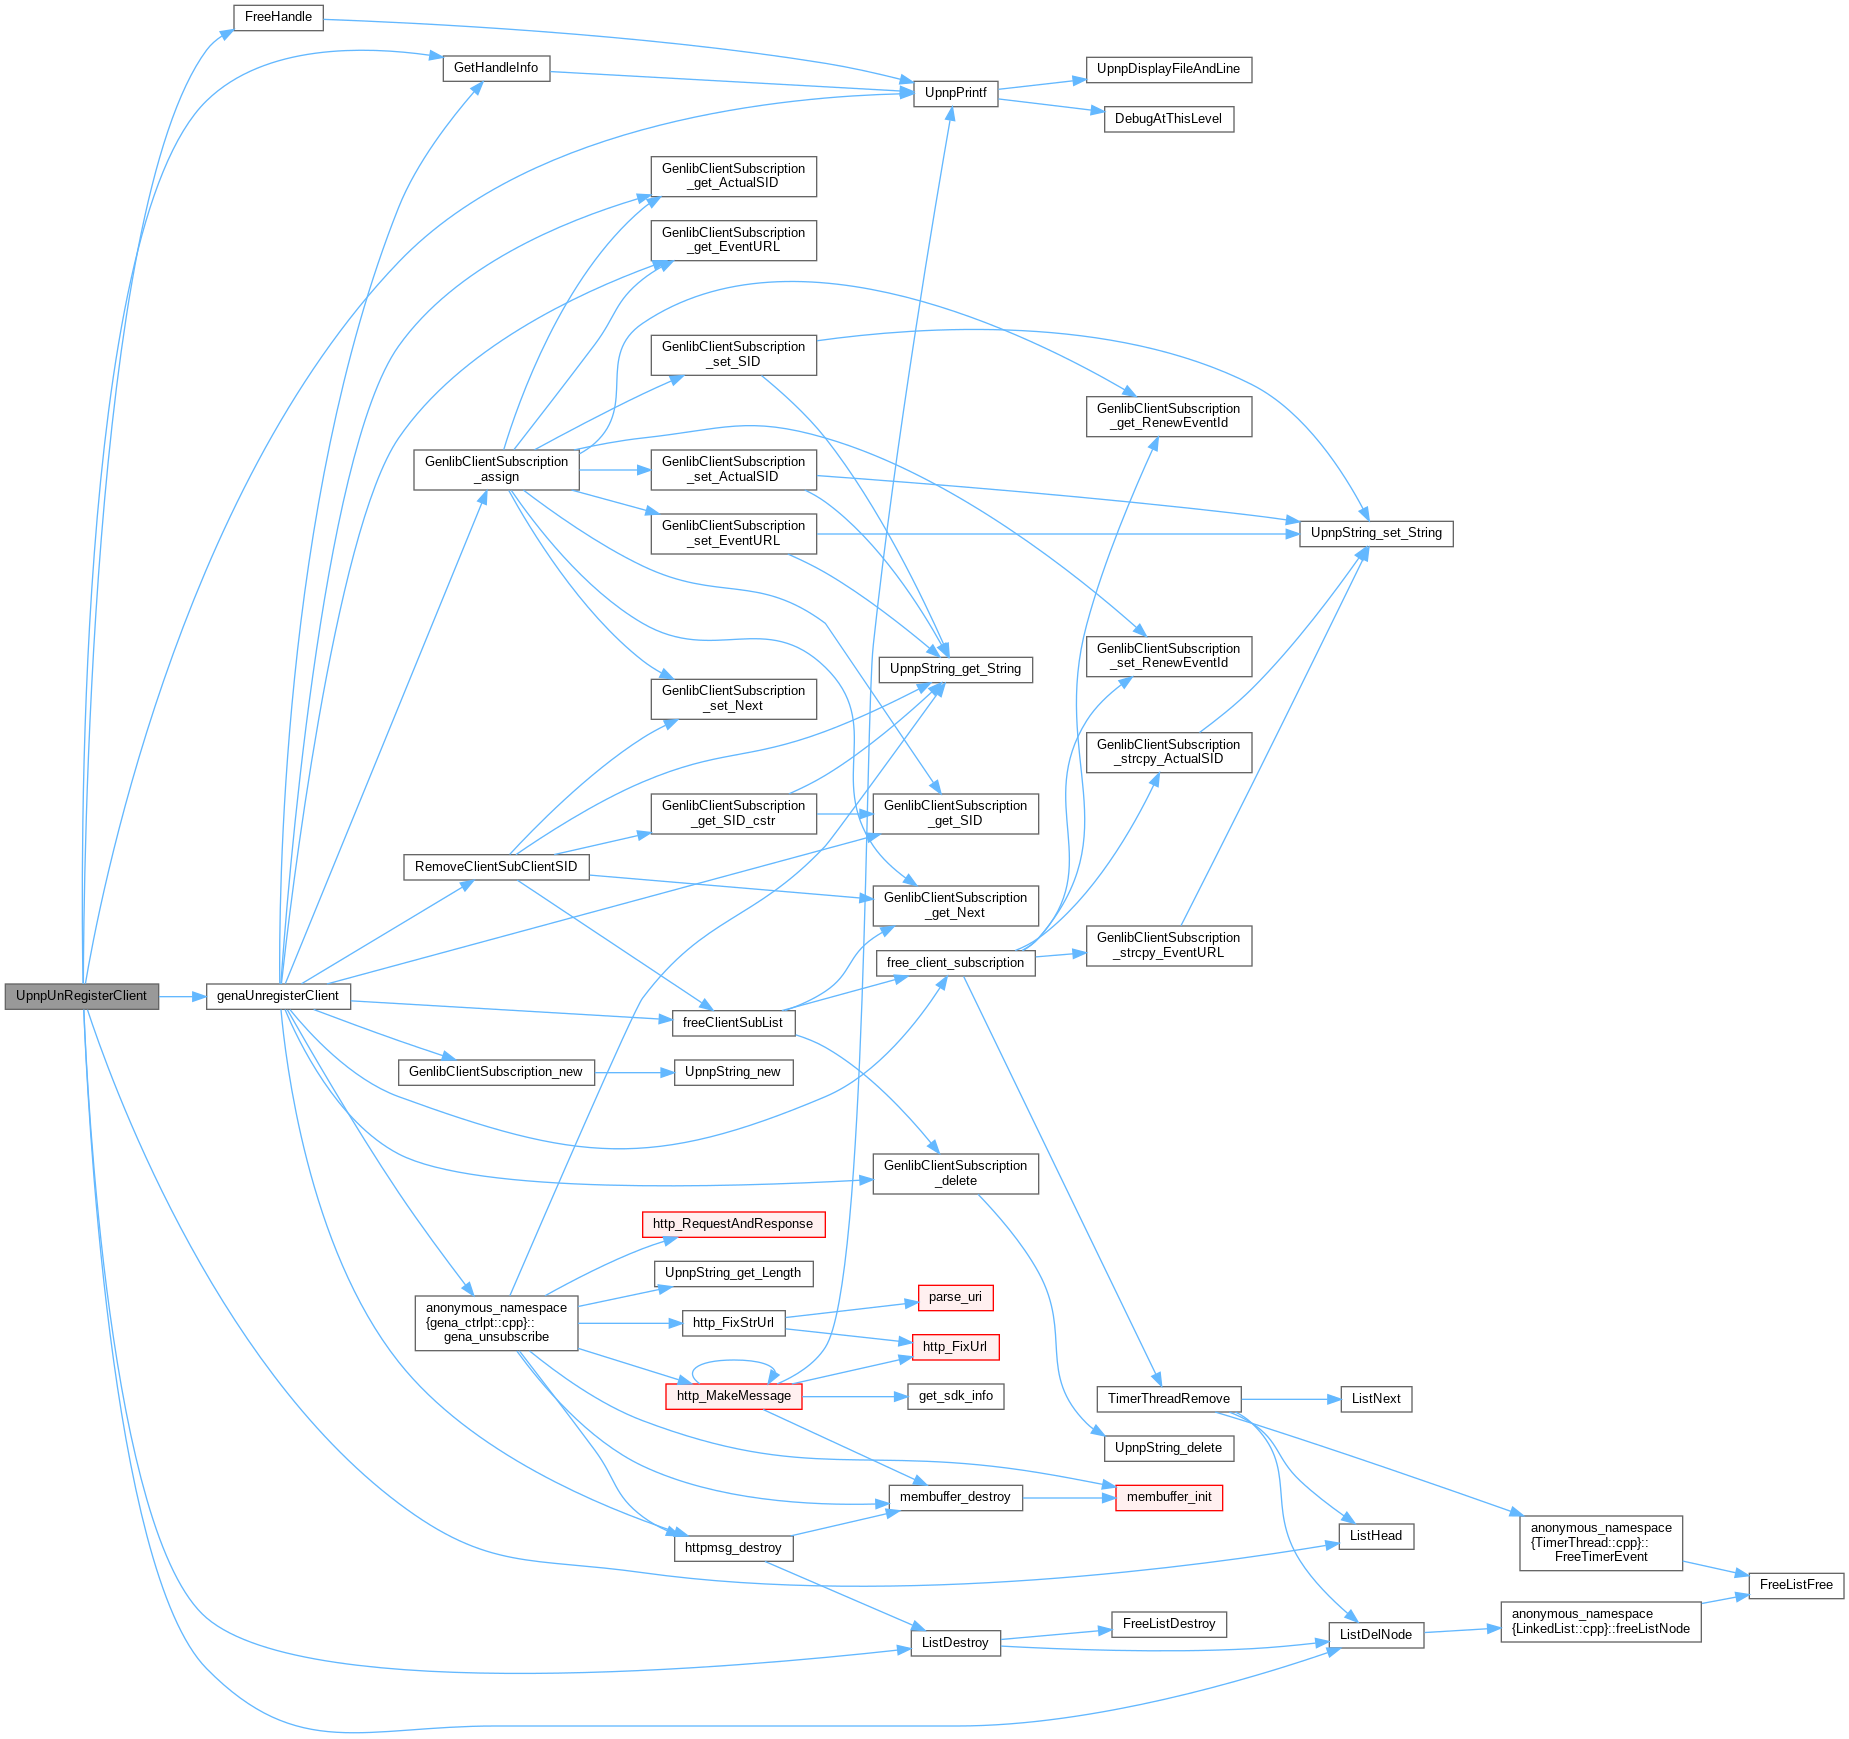 FreeHandle
GetHandleInfo
UpnpDisplayFileAndLine
UpnpPrintf
DebugAtThisLevel
GenlibClientSubscription
_get_ActualSID
GenlibClientSubscription
_get_EventURL
GenlibClientSubscription
_set_SID
GenlibClientSubscription
_get_RenewEventId
GenlibClientSubscription
_assign
GenlibClientSubscription
_set_ActualSID
GenlibClientSubscription
_set_EventURL
UpnpString_set_String
GenlibClientSubscription
_set_RenewEventId
UpnpString_get_String
GenlibClientSubscription
_set_Next
GenlibClientSubscription
_strcpy_ActualSID
GenlibClientSubscription
_get_SID_cstr
GenlibClientSubscription
_get_SID
RemoveClientSubClientSID
GenlibClientSubscription
_get_Next
GenlibClientSubscription
_strcpy_EventURL
free_client_subscription
UpnpUnRegisterClient
genaUnregisterClient
freeClientSubList
GenlibClientSubscription_new
UpnpString_new
GenlibClientSubscription
_delete
http_RequestAndResponse
UpnpString_get_Length
anonymous_namespace
{gena_ctrlpt::cpp}::
gena_unsubscribe
parse_uri
http_FixStrUrl
http_FixUrl
http_MakeMessage
get_sdk_info
TimerThreadRemove
ListNext
UpnpString_delete
membuffer_destroy
membuffer_init
httpmsg_destroy
ListHead
anonymous_namespace
{TimerThread::cpp}::
FreeTimerEvent
FreeListFree
FreeListDestroy
ListDestroy
ListDelNode
anonymous_namespace
{LinkedList::cpp}::freeListNode